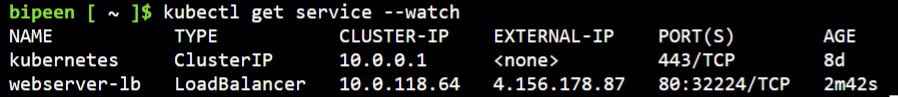 bipeen [ ~ ]$ kubectl get service --watch
NAME TYPE CLUSTER-IP EXTERNAL-IP PORT(S) AGE
kubernetes ClusterIP 10.0.0.1 <none> 443/TCP 8d
webserver-lb LoadBalancer 10.0.118.64 4.156.178.87 80:32224/TCP 2m42s